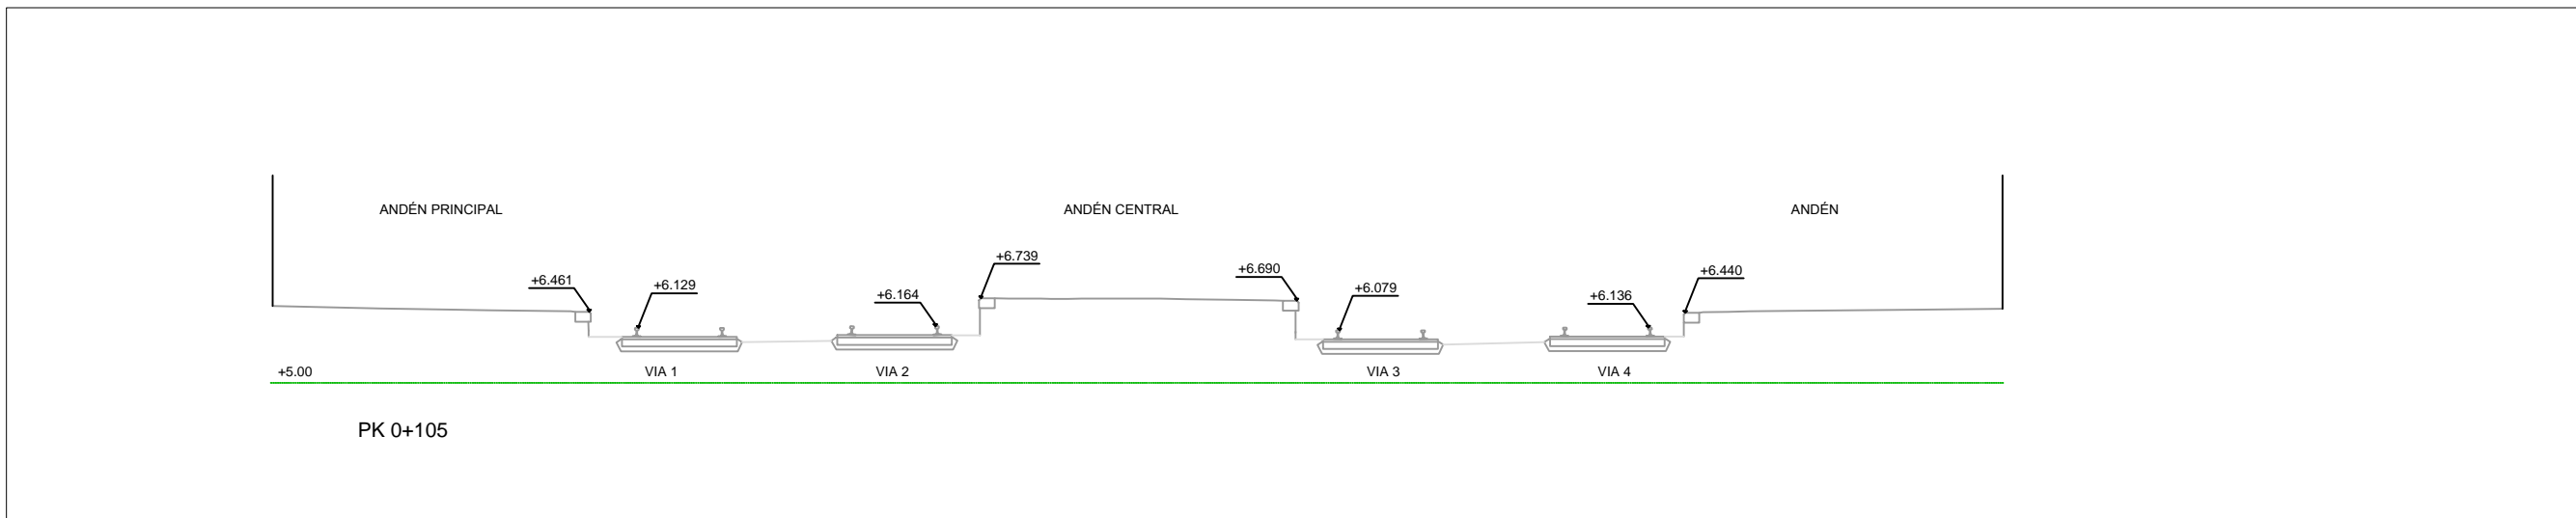 ANDÉN PRINCIPAL
ANDÉN CENTRAL
ANDÉN
+6.461
+6.129
+6.164
+6.739
+6.690
+6.079
+6.136
+6.440
+5.00
VIA 1
VIA 2
VIA 3
VIA 4
PK 0+105